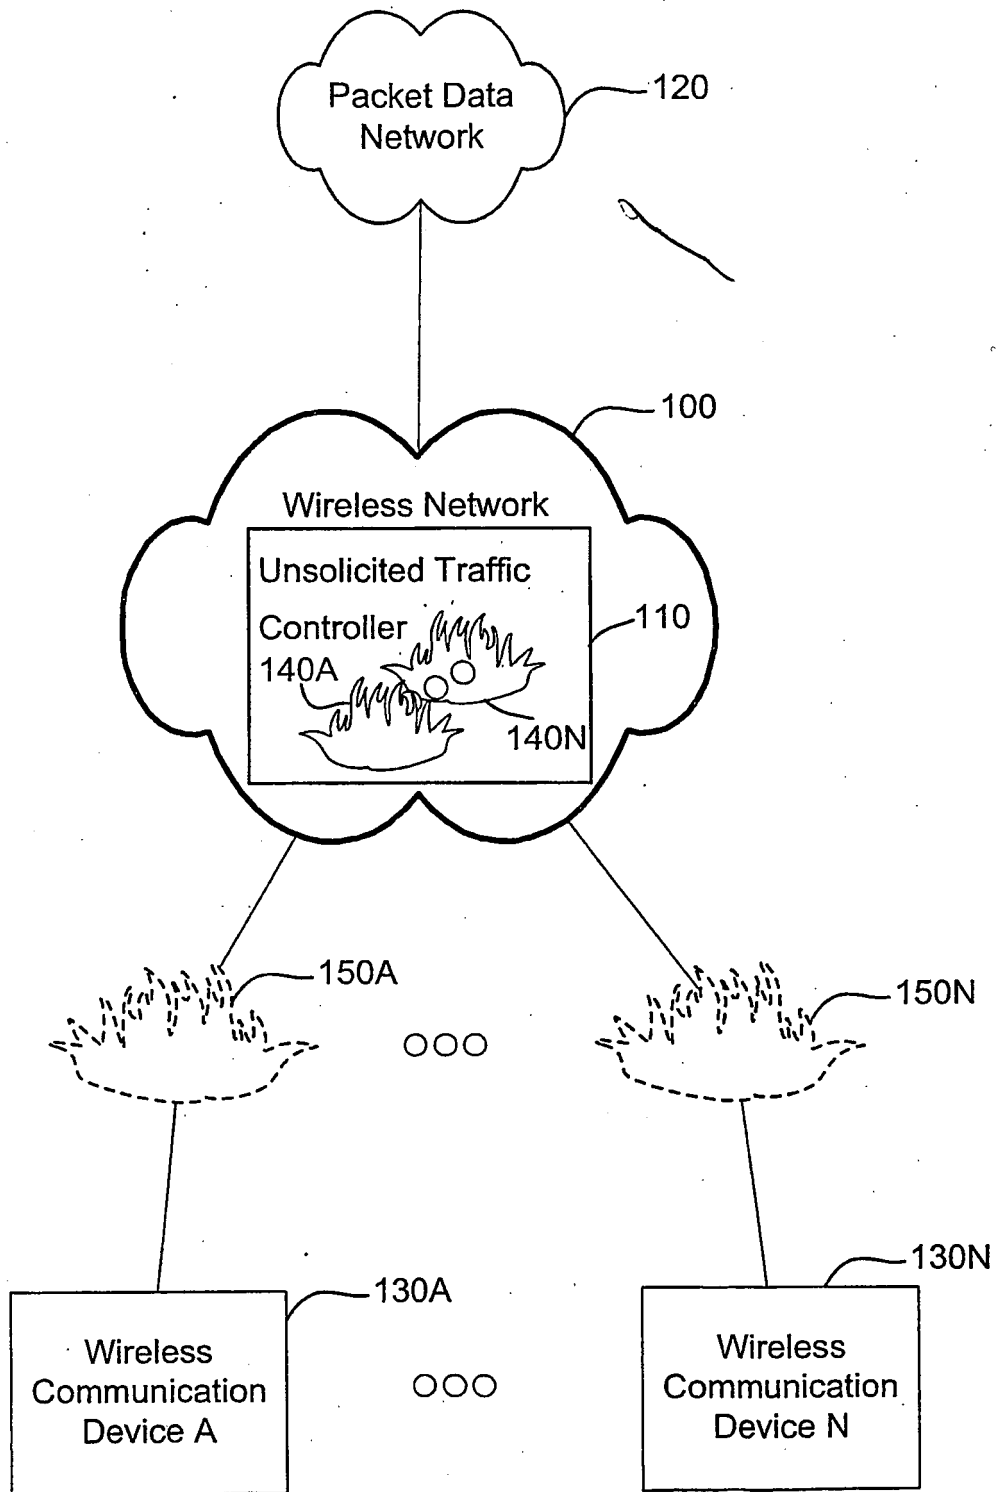 Packet Data
Network
120
100
Wireless Network
Unsolicited Traffic
Controller
110
140A
140N
150A
150N
130A
130N
Wireless
Communication
Device A
Wireless
Communication
Device N